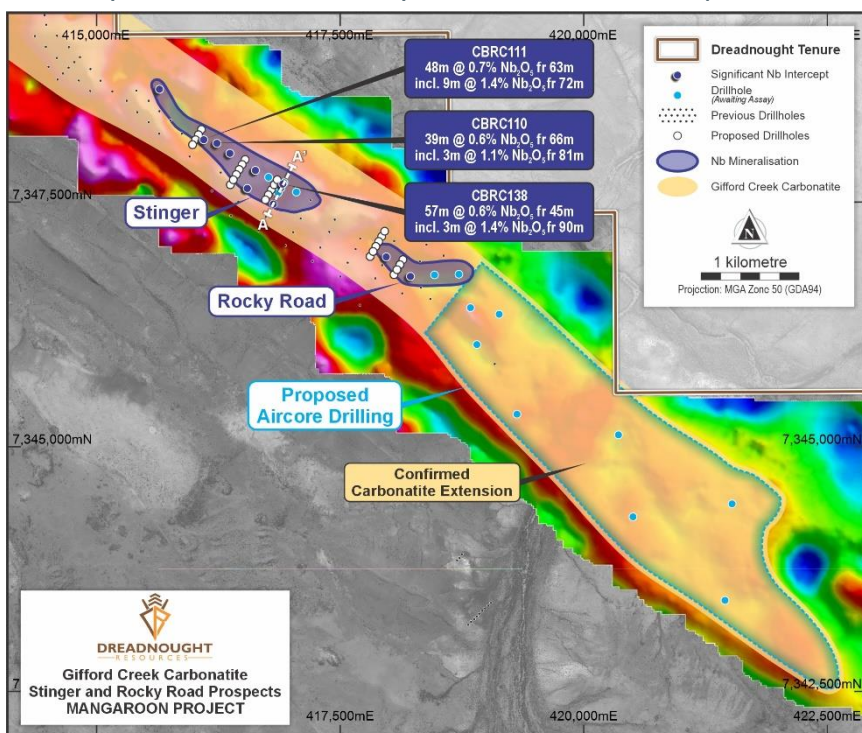 415,000mE
417,500mE
420,000mE
CBRC111
48m @ 0.7% Nb₂O₅ fr 63m
incl. 9m @ 1.4% Nb₂O₅ fr 72m
CBRC110
39m @ 0.6% Nb₂O₅ fr 66m
incl. 3m @ 1.1% Nb₂O₅ fr 81m
CBRC138
57m @ 0.6% Nb₂O₅ fr 45m
incl. 3m @ 1.4% Nb₂O₅ fr 90m
Dreadnought Tenure
Significant Nb Intercept
Drillhole
(Awaiting Assay)
Previous Drillholes
Proposed Drillholes
Nb Mineralisation
Gifford Creek Carbonatite
N
1 kilometre
Projection: MGA Zone 50 (GDA94)
7,347,500mN
A'
A
Stinger
Rocky Road
Proposed
Aircore Drilling
7,345,000mN
7,345,000mN
Confirmed
Carbonatite Extension
DREADNOUGHT
RESOURCES
Gifford Creek Carbonatite
Stinger and Rocky Road Prospects
MANGAROON PROJECT
7,342,500mN
417,500mE
420,000mE
422,500mE